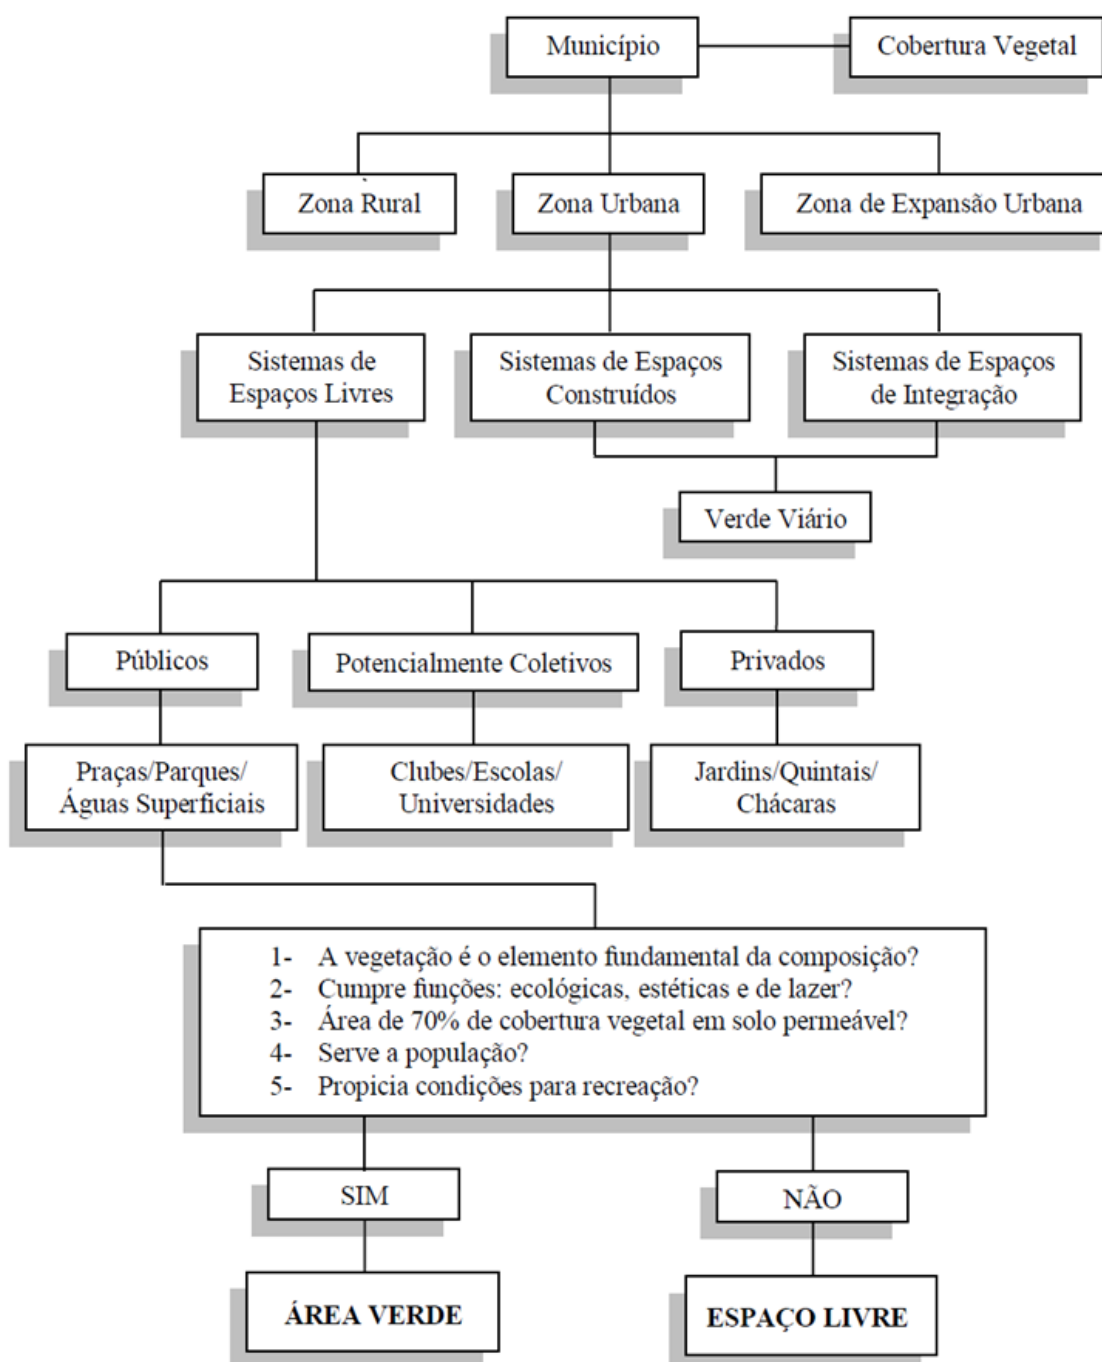 Município
Cobertura Vegetal
Zona Rural
Zona Urbana
Zona de Expansão Urbana
Sistemas de
Espaços Livres
Sistemas de Espaços
Construídos
Sistemas de Espaços
de Integração
Verde Viário
Públicos
Potencialmente Coletivos
Privados
Praças/Parques/
Águas Superficiais
Clubes/Escolas/
Universidades
Jardins/Quintais/
Chácaras
1- A vegetação é o elemento fundamental da composição?
2- Cumpre funções: ecológicas, estéticas e de lazer?
3- Área de 70% de cobertura vegetal em solo permeável?
4- Serve a população?
5- Propicia condições para recreação?
SIM
NÃO
ÁREA VERDE
ESPAÇO LIVRE